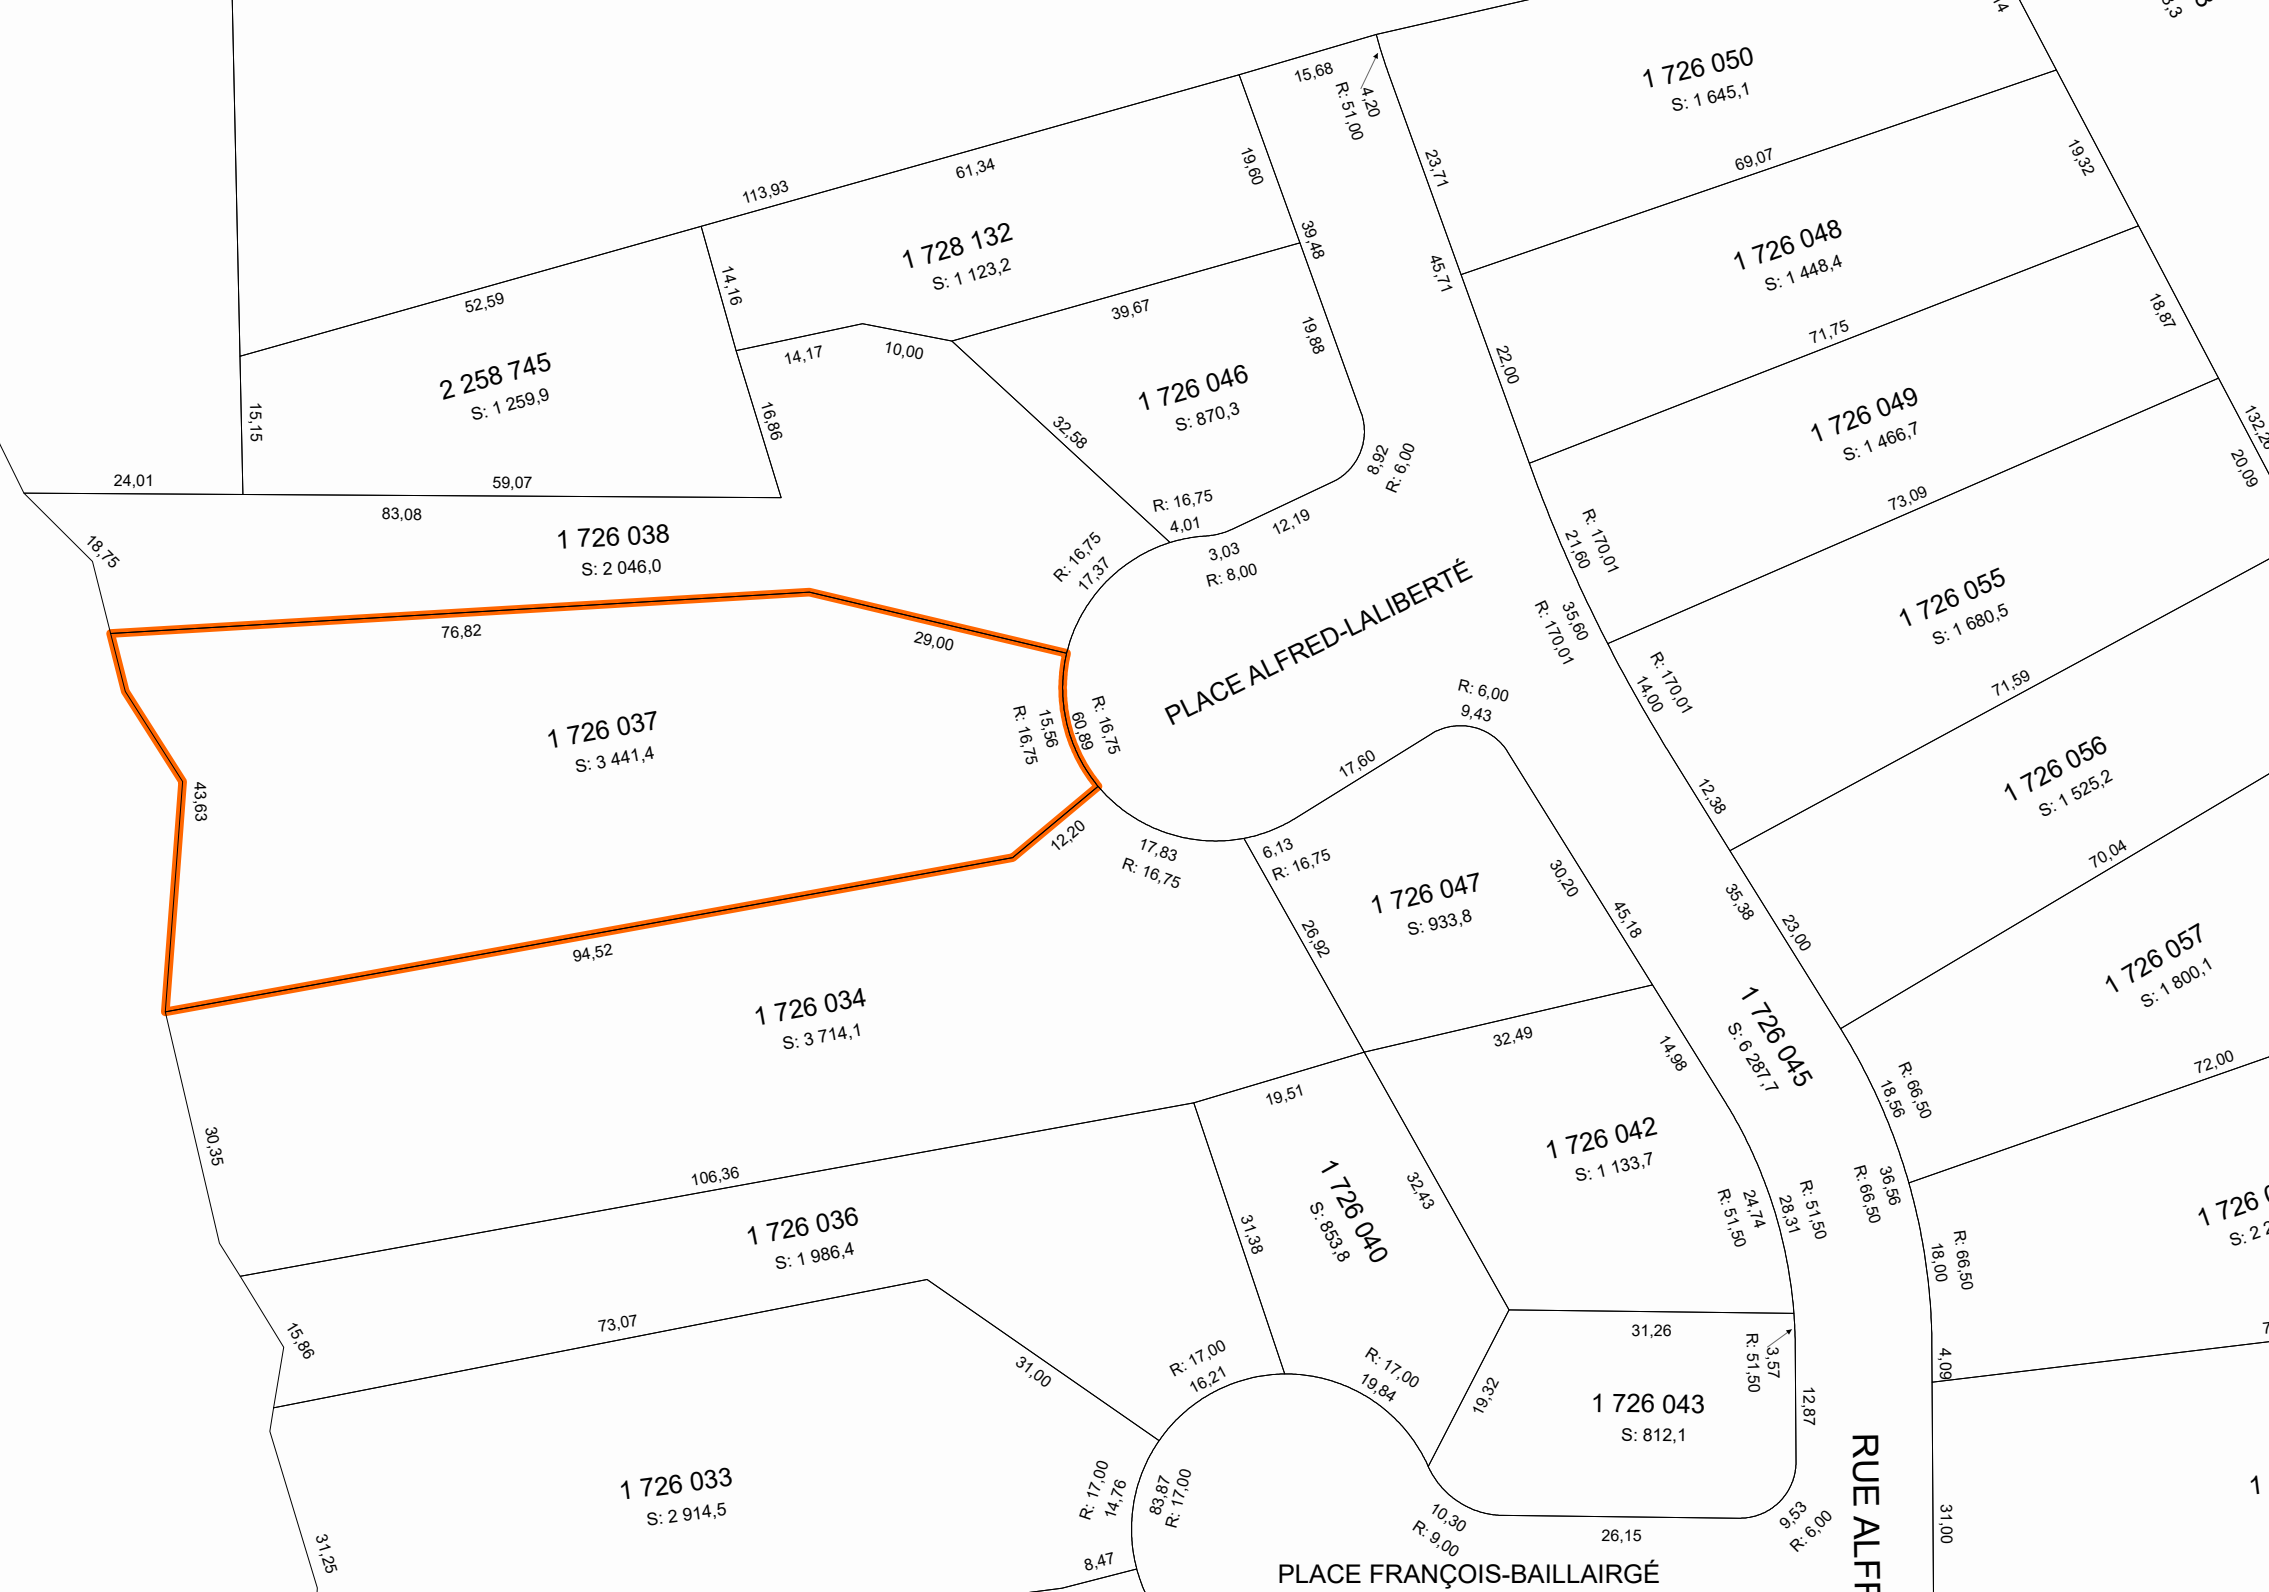 14
3,3
15,68
4,20
R: 51,00
1 726 050
S: 1 645,1
23,71
69,07
19,32
113,93
61,34
19,60
39,48
1 728 132
S: 1 123,2
14,16
52,59
39,67
45,71
1 726 048
S: 1 448,4
2 258 745
S: 1 259,9
15,15
14,17
10,00
16,86
19,88
1 726 046
S: 870,3
22,00
71,75
18,87
1 726 049
S: 1 466,7
132,26
20,09
24,01
59,07
83,08
32,58
8,92
R: 6,00
R: 16,75
4,01
12,19
3,03
R: 8,00
73,09
R: 170,01
21,60
18,75
1 726 038
S: 2 046,0
R: 16,75
17,37
PLACE ALFRED-LALIBERTÉ
35,60
R: 170,01
1 726 055
S: 1 680,5
76,82
29,00
R: 170,01
14,00
71,59
1 726 037
S: 3 441,4
R: 16,75
60,89
15,56
R: 16,75
R: 6,00
9,43
17,60
43,63
12,20
17,83
R: 16,75
6,13
R: 16,75
12,38
1 726 056
S: 1 525,2
70,04
1 726 047
S: 933,8
30,20
45,18
35,38
23,00
94,52
26,92
1 726 057
S: 1 800,1
1 726 034
S: 3 714,1
32,49
14,98
1 726 045
S: 6 287,7
R: 66,50
18,56
72,00
19,51
30,35
106,36
1 726 042
S: 1 133,7
1 726 040
S: 853,8
32,43
31,38
24,74
R: 51,50
R: 51,50
28,31
36,56
R: 66,50
1 726 0
S: 2 2
1 726 036
S: 1 986,4
R: 66,50
18,00
15,86
73,07
31,00
R: 17,00
16,21
R: 17,00
19,84
31,26
3,57
R: 51,50
4,09
7
19,32
1 726 043
S: 812,1
12,87
1 726 033
S: 2 914,5
R: 17,00
14,76
83,87
R: 17,00
10,30
R: 9,00
26,15
9,53
R: 6,00
RUE ALFR
31,00
1
31,25
8,47
PLACE FRANÇOIS-BAILLAIRGÉ